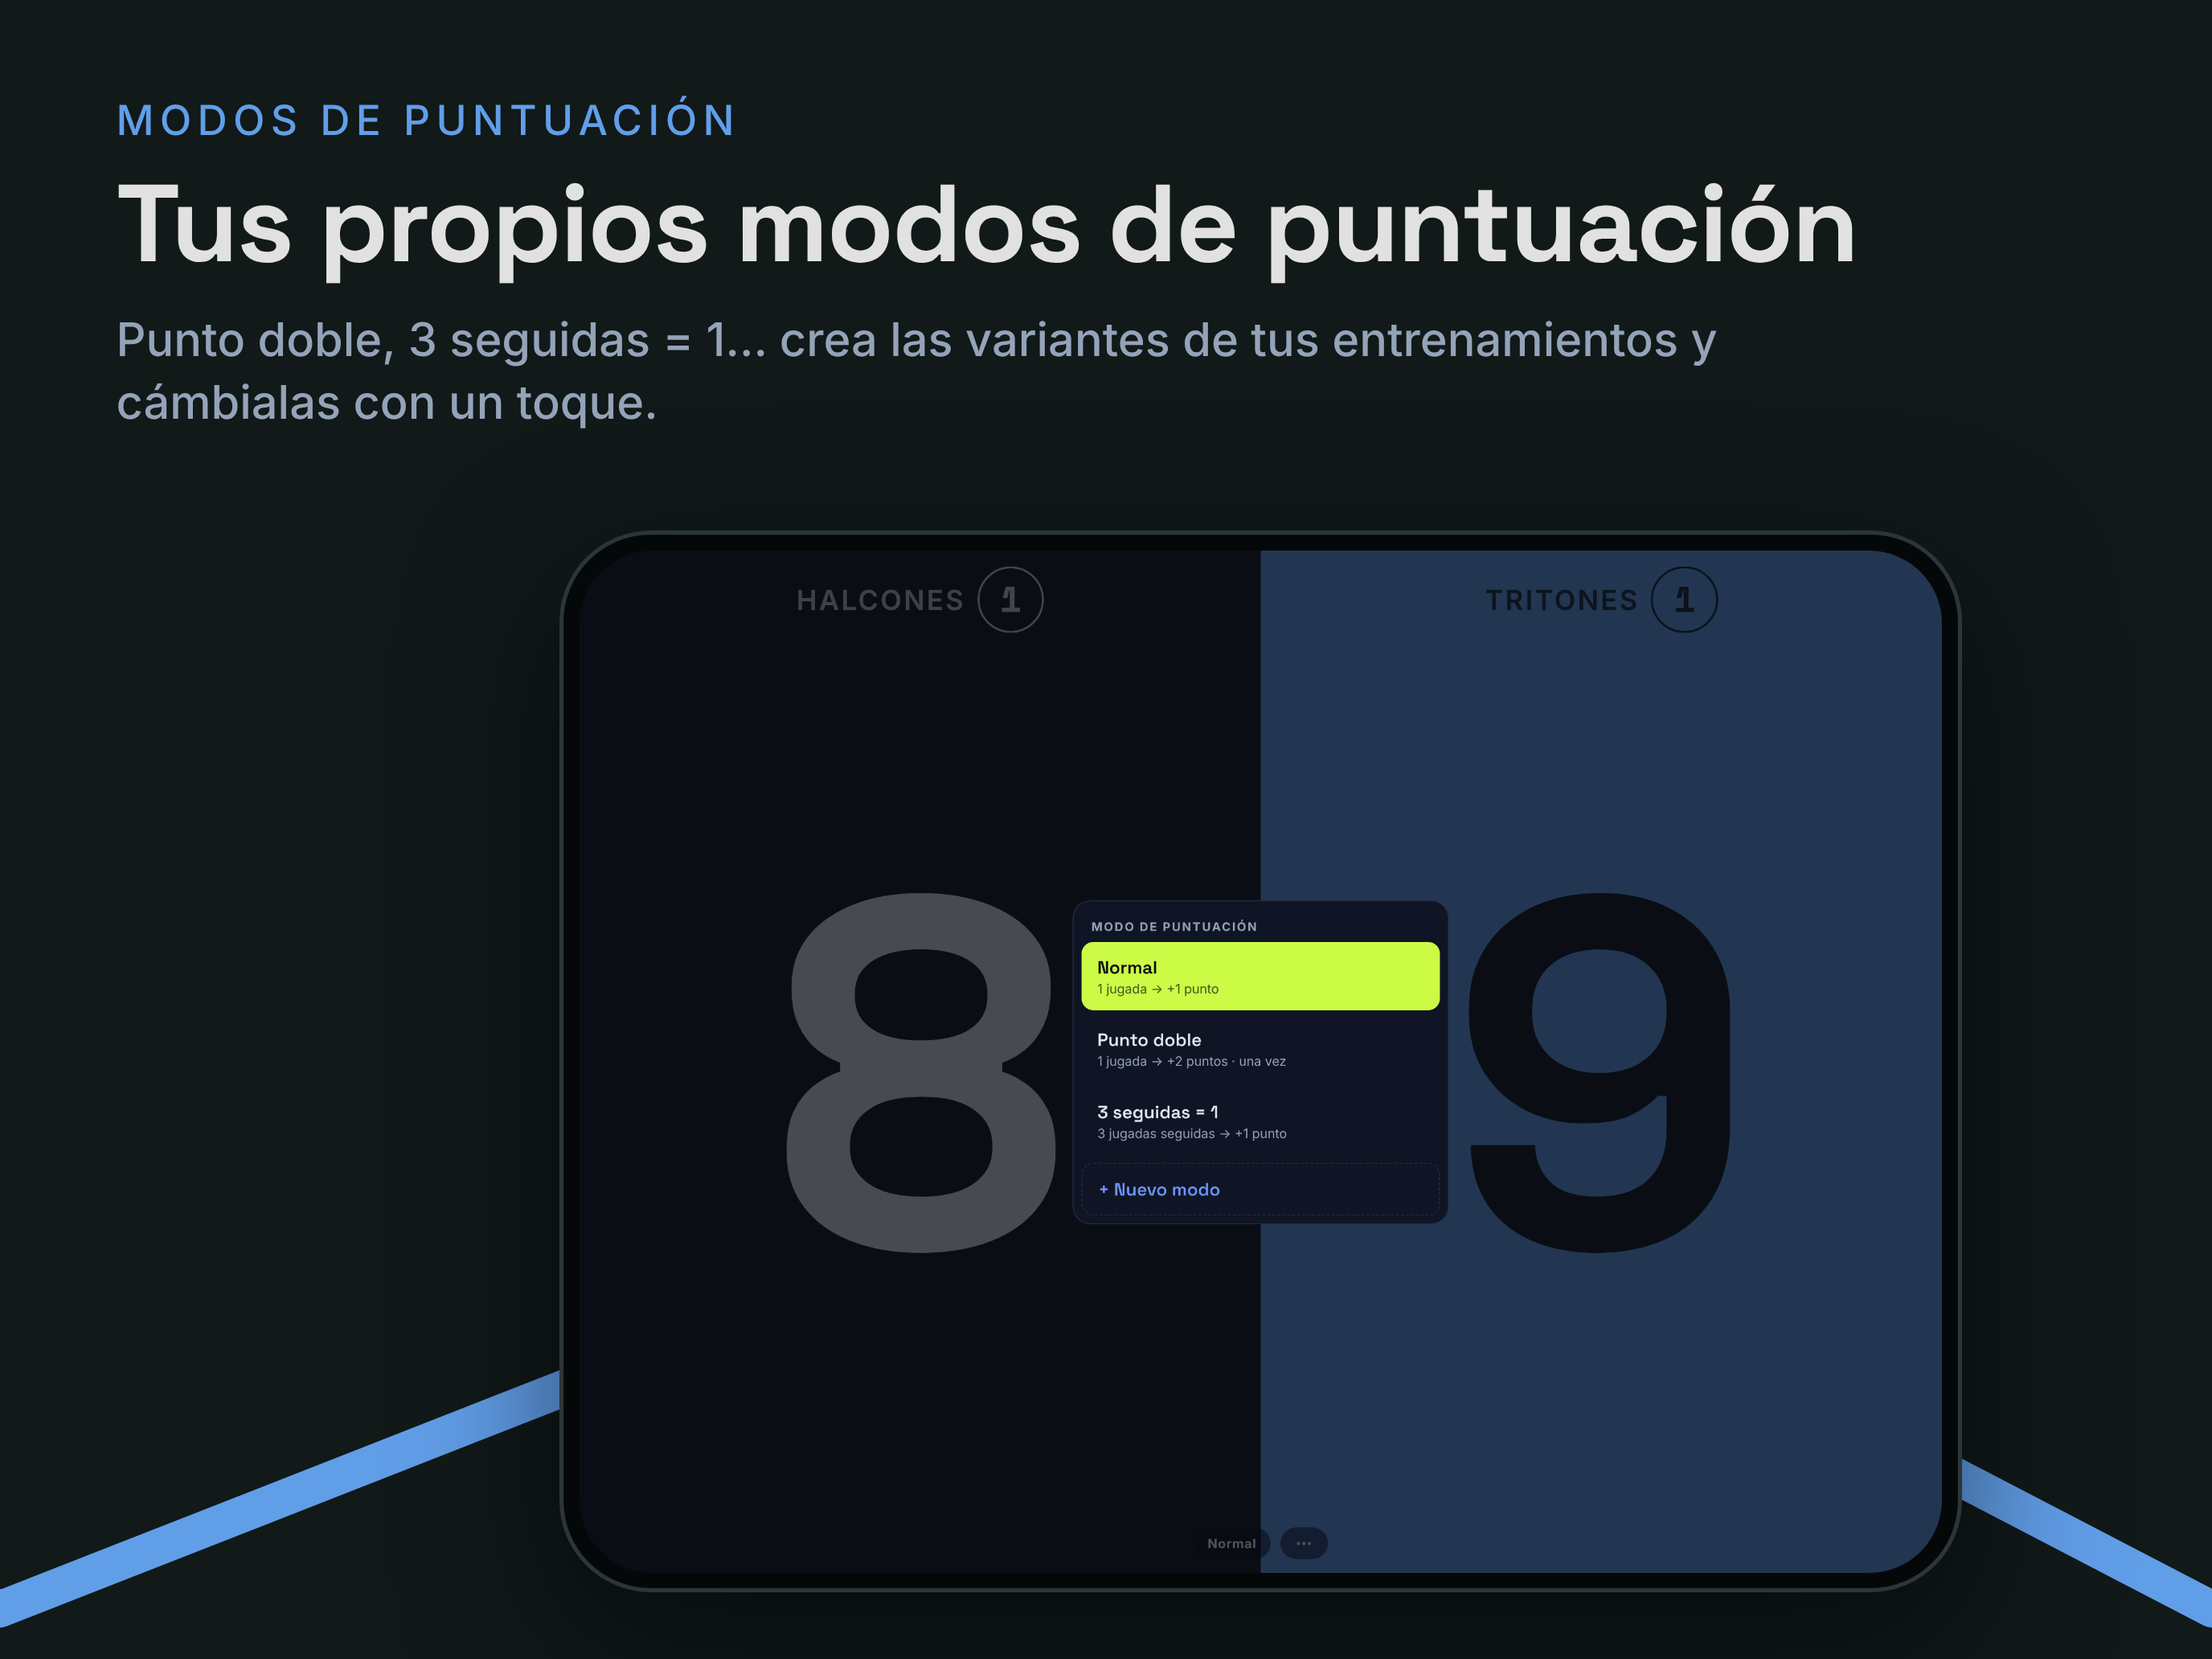 MODOS DE PUNTUACIÓN
Tus propios modos de puntuación
Punto doble, 3 seguidas = 1... crea las variantes de tus entrenamientos y
cámbialas con un toque.
HALCONES 1
TRITONES 1
8
9
MODO DE PUNTUACIÓN
Normal
1 jugada → +1 punto
Punto doble
1 jugada → +2 puntos · una vez
3 seguidas = 1
3 jugadas seguidas → +1 punto
+ Nuevo modo
Normal
•••